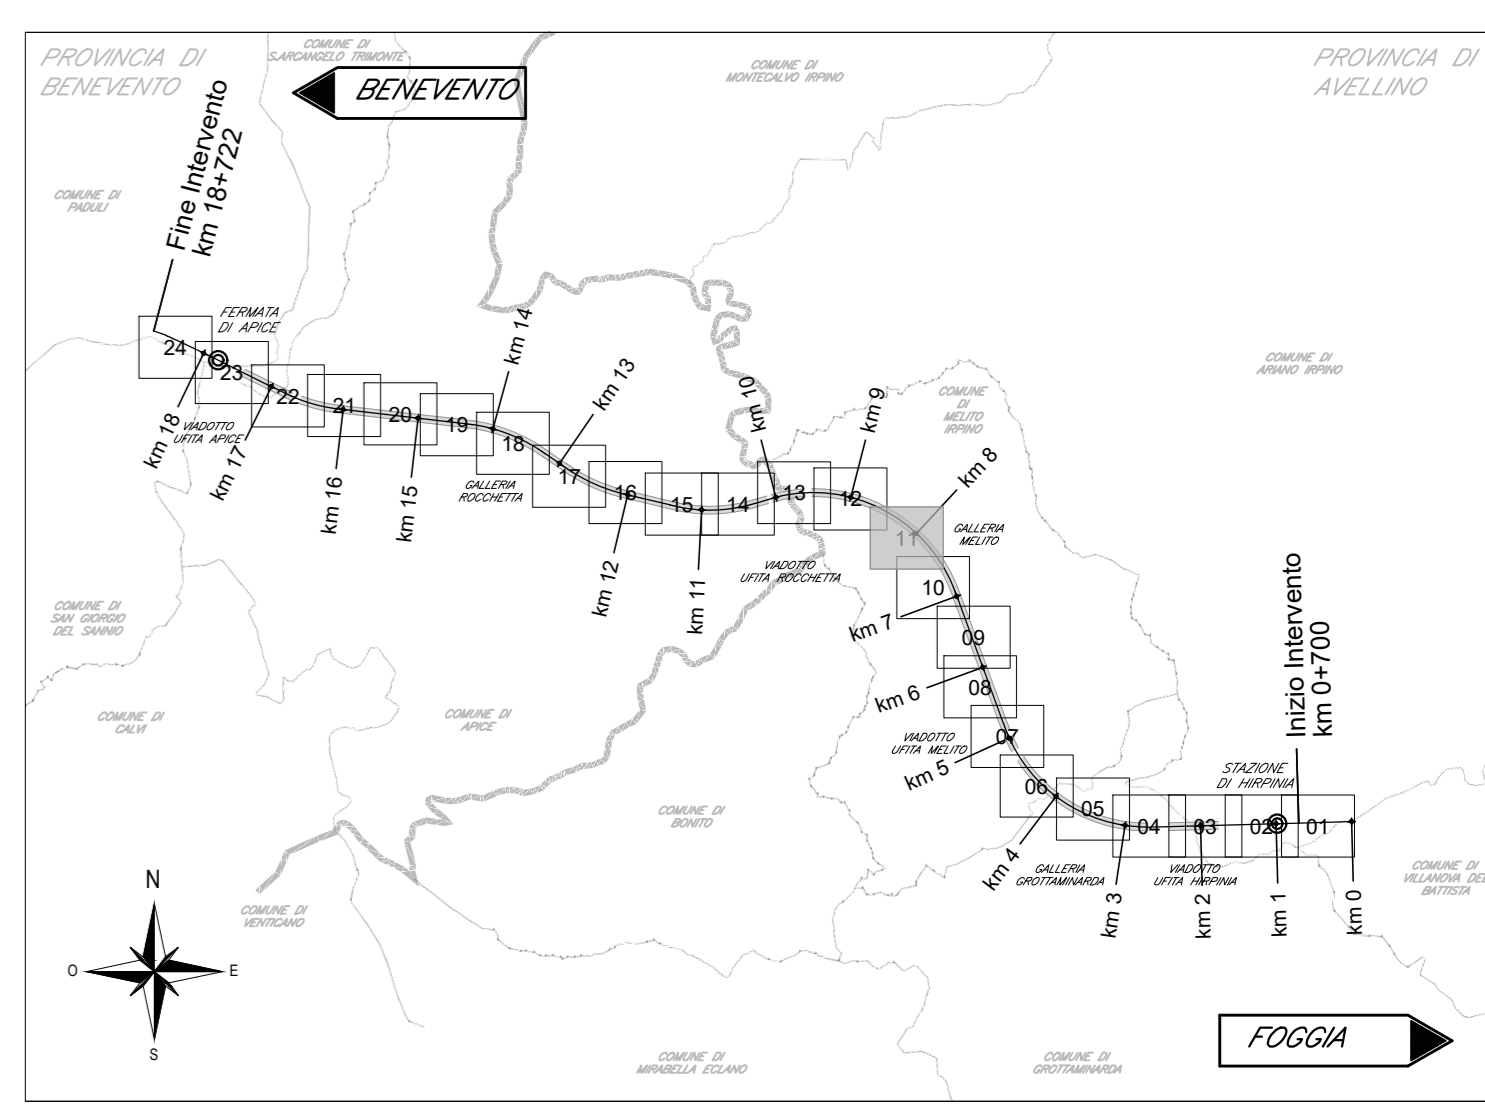 PROVINCIA DI
BENEVENTO
COMUNE DI
S.ARCANGELO TRIMONTE
BENEVENTO
COMUNE DI
MONTECALVO IRPINO
PROVINCIA DI
AVELLINO
Fine Intervento
km 18+722
COMUNE DI
PADULI
FERMATA
DI APICE
24
23
22
21
20
19
18
17
16
15
14
13
12
11
10
09
08
07
06
05
04
03
02
01
km 18
km 17
km 16
km 15
km 14
km 13
km 12
km 11
km 10
km 9
km 8
km 7
km 6
km 5
km 4
km 3
km 2
km 1
km 0
VIADOTTO
UFITA APICE
GALLERIA
ROCCHETTA
VIADOTTO
UFITA ROCCHETTA
GALLERIA
MELITO
COMUNE
DI
MELITO
IRPINO
COMUNE DI
ARIANO IRPINO
COMUNE DI
SAN GIORGIO
DEL SANNIO
COMUNE DI
CALVI
COMUNE DI
APICE
VIADOTTO
UFITA MELITO
Inizio Intervento
km 0+700
STAZIONE
DI HIRPINIA
COMUNE DI
BONITO
GALLERIA
GROTTAMINARDA
VIADOTTO
UFITA HIRPINIA
COMUNE DI
VILLANOVA DEL
BATTISTA
COMUNE DI
VENTICANO
N
O
E
S
COMUNE DI
MIRABELLA ECLANO
COMUNE DI
GROTTAMINARDA
FOGGIA